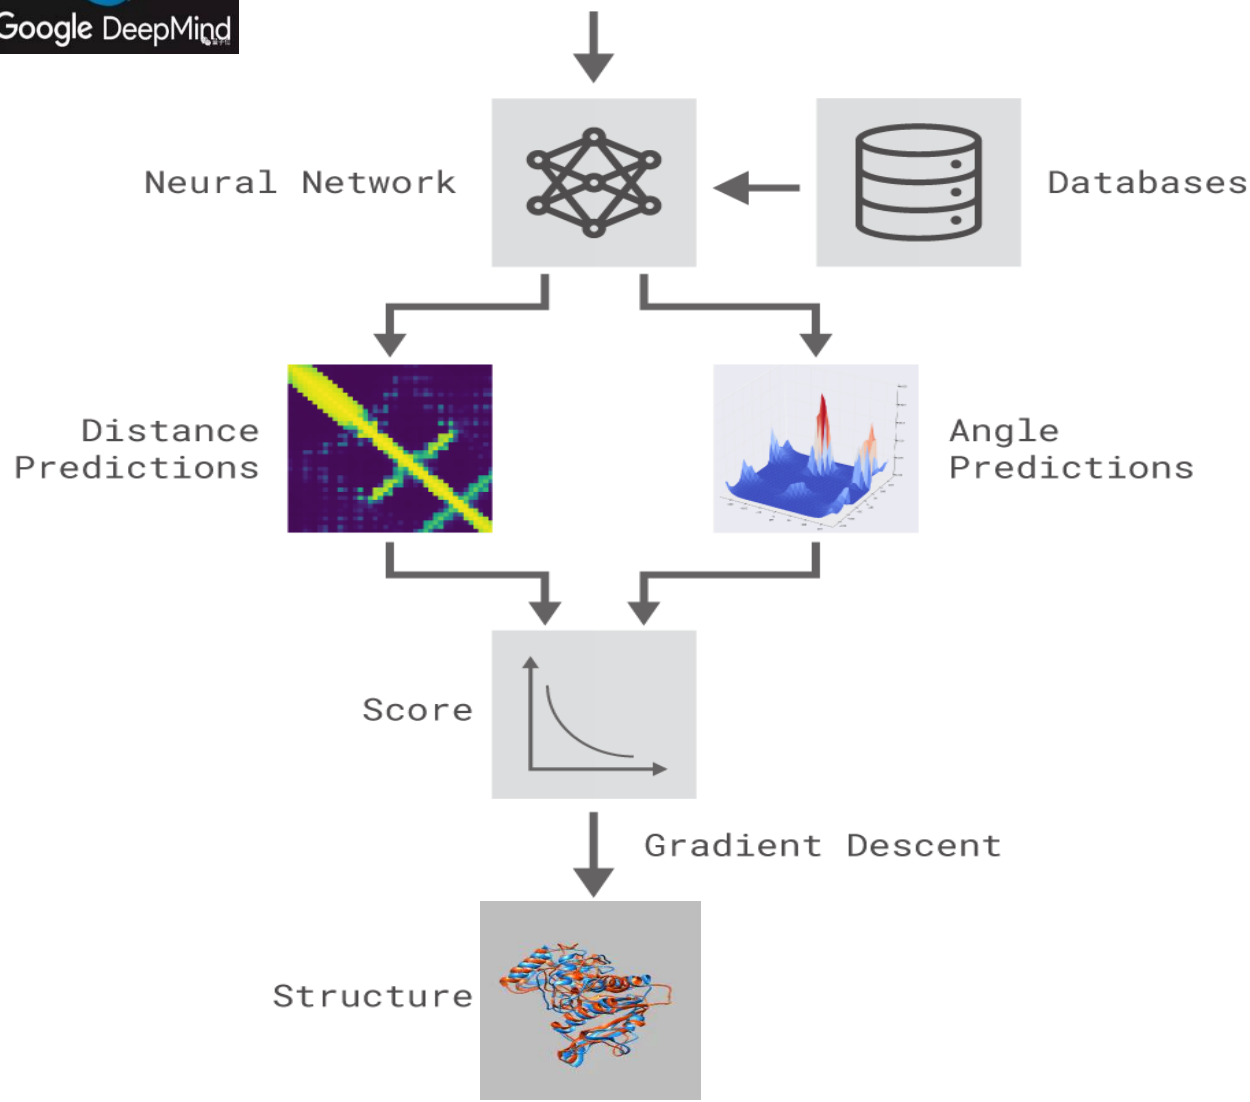 Google DeepMind
Neural Network
Databases
Distance
Predictions
Angle
Predictions
Score
Gradient Descent
Structure